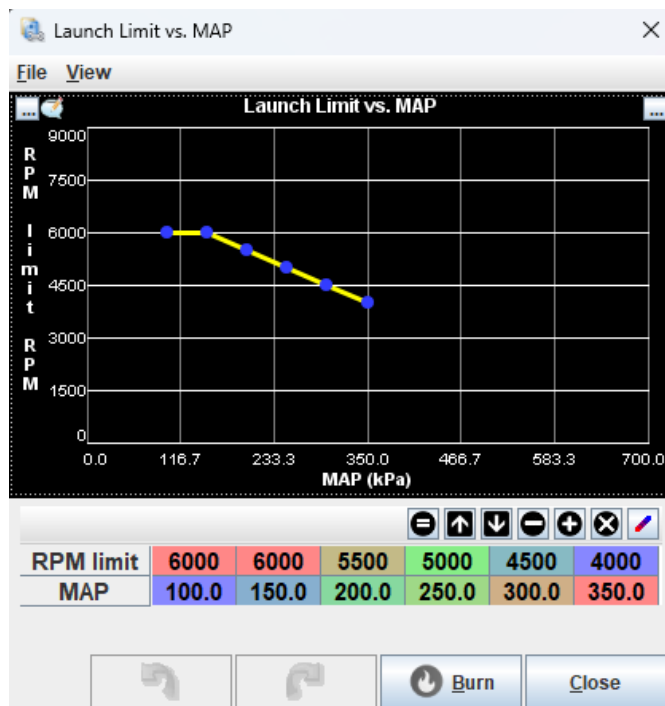 Launch Limit vs. MAP
File View
... Launch Limit vs. MAP ...
RPM limit RPM
9000
7500
6000
4500
3000
1500
0
0.0 116.7 233.3 350.0 466.7 583.3 700.0
MAP (kPa)
RPM limit 6000 6000 5500 5000 4500 4000
MAP 100.0 150.0 200.0 250.0 300.0 350.0
Burn Close